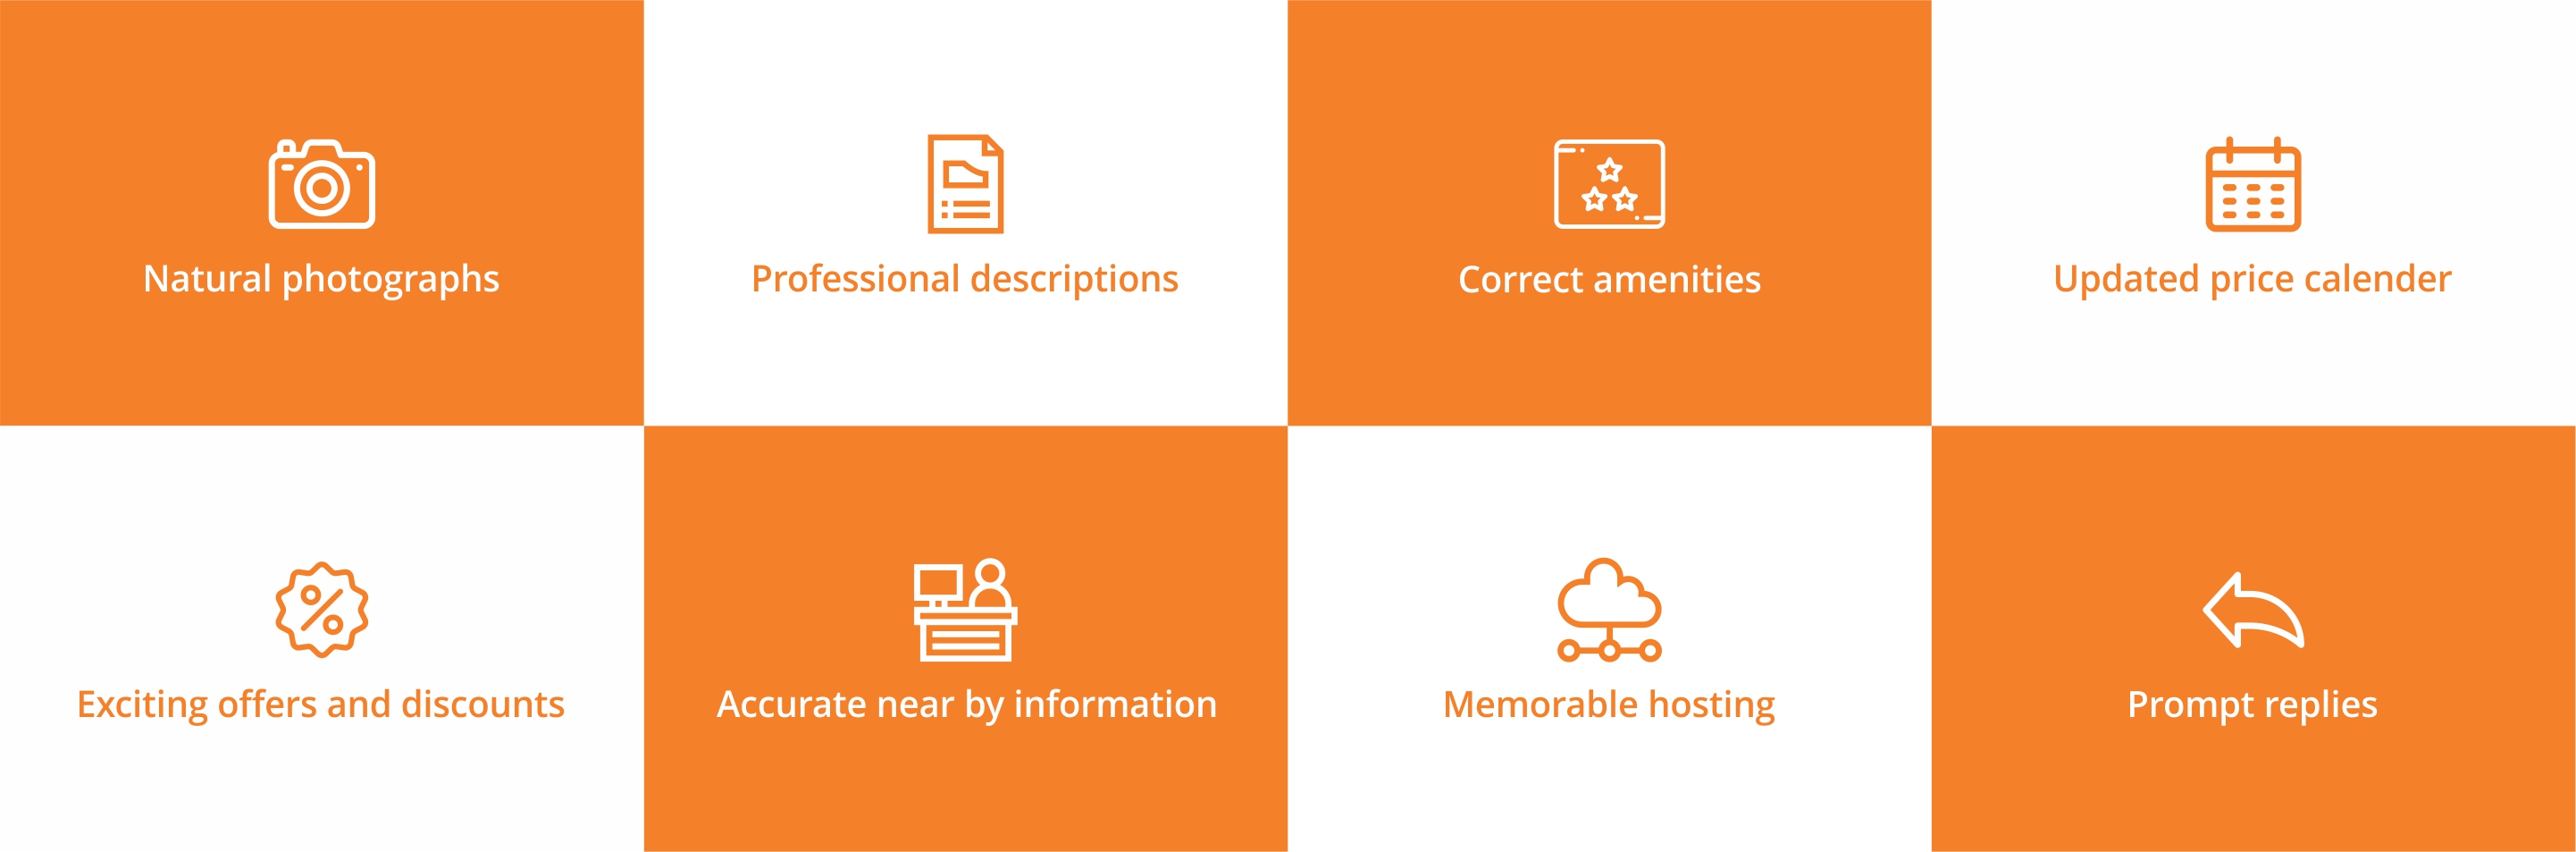 Natural photographs
Professional descriptions
Correct amenities
Updated price calender
Exciting offers and discounts
Accurate near by information
Memorable hosting
Prompt replies